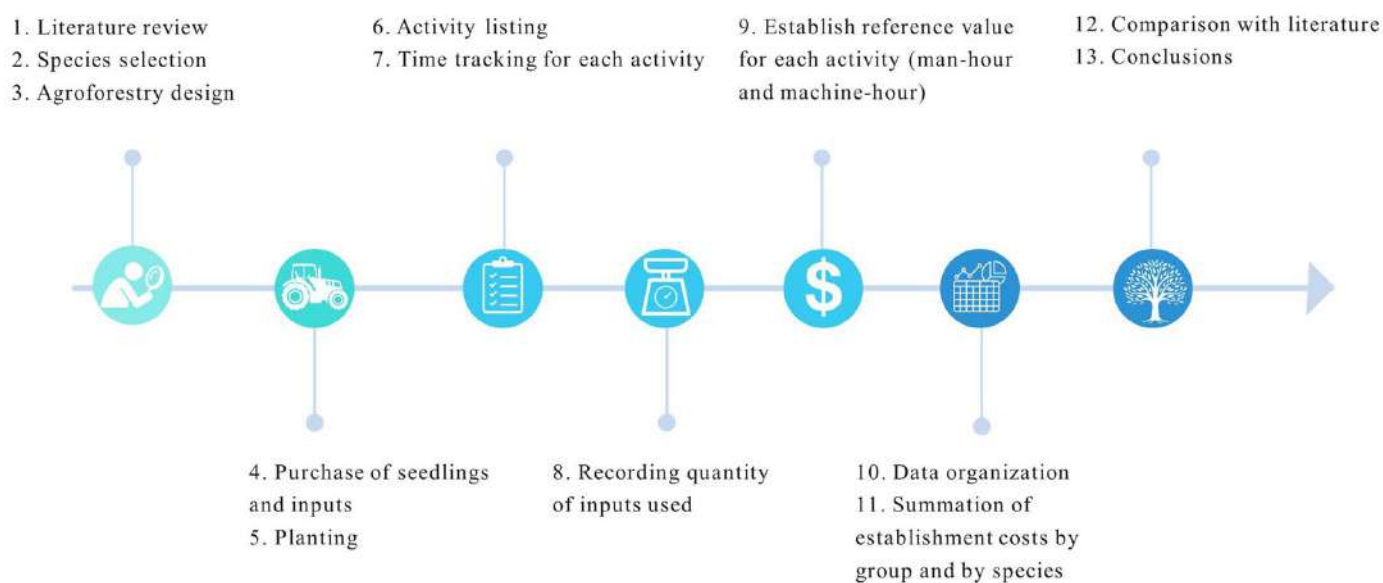 1. Literature review
2. Species selection
3. Agroforestry design
4. Purchase of seedlings
and inputs
5. Planting
6. Activity listing
7. Time tracking for each activity
8. Recording quantity
of inputs used
9. Establish reference value
for each activity (man-hour
and machine-hour)
$
10. Data organization
11. Summation of
establishment costs by
group and by species
12. Comparison with literature
13. Conclusions